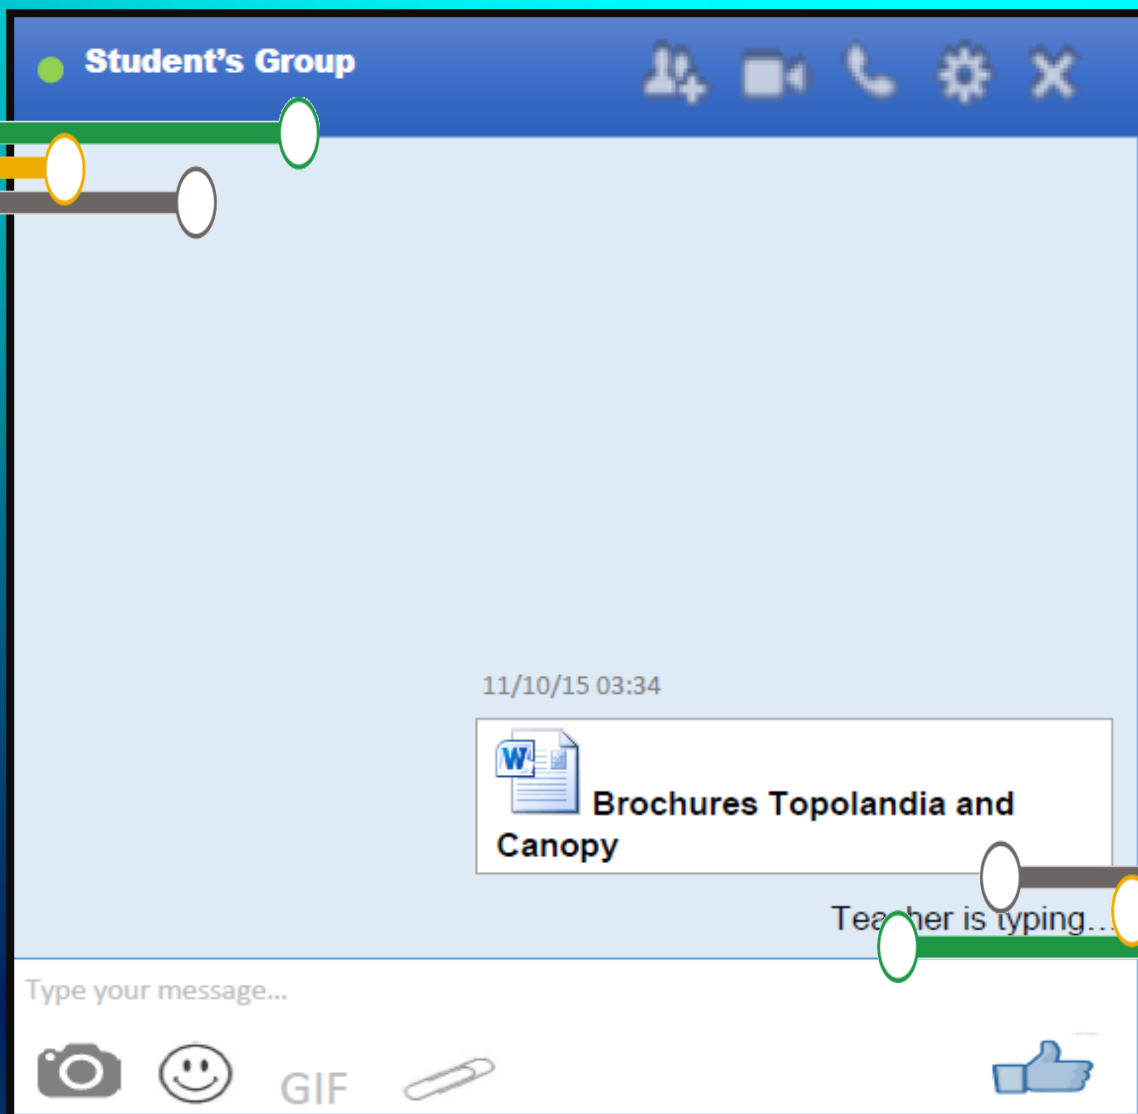 Student's Group
11/10/15 03:34
W
Brochures Topolandia and
Canopy
Teacher is typing...
Type your message...
GIF